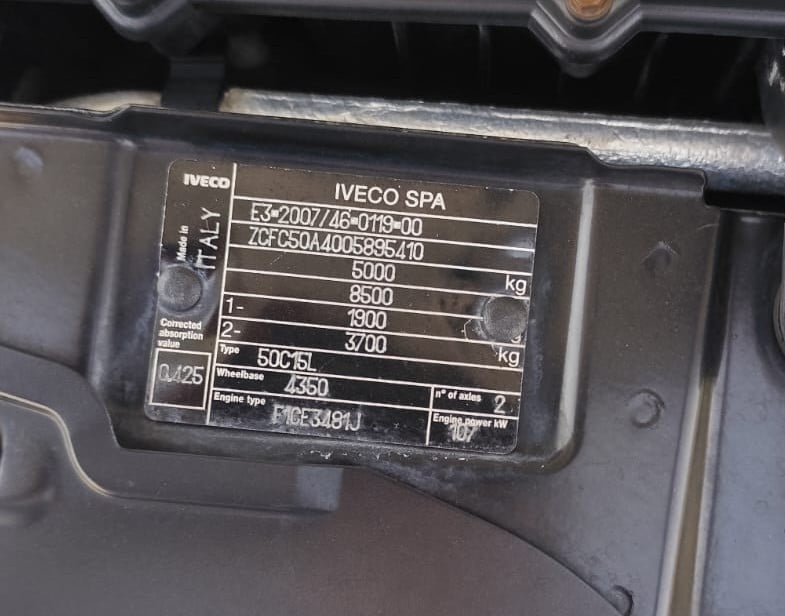 IVECO
IVECO SPA
Made in
ITALY
E3*2007/46*0119*00
ZCFC50A4005895410
5000 kg
8500
1- 1900
2- 3700 kg
Corrected
absorption
value
0.425
Type 50C15L
Wheelbase 4350
n° of axles 2
Engine type F1CE3481J
Engine power kW
107